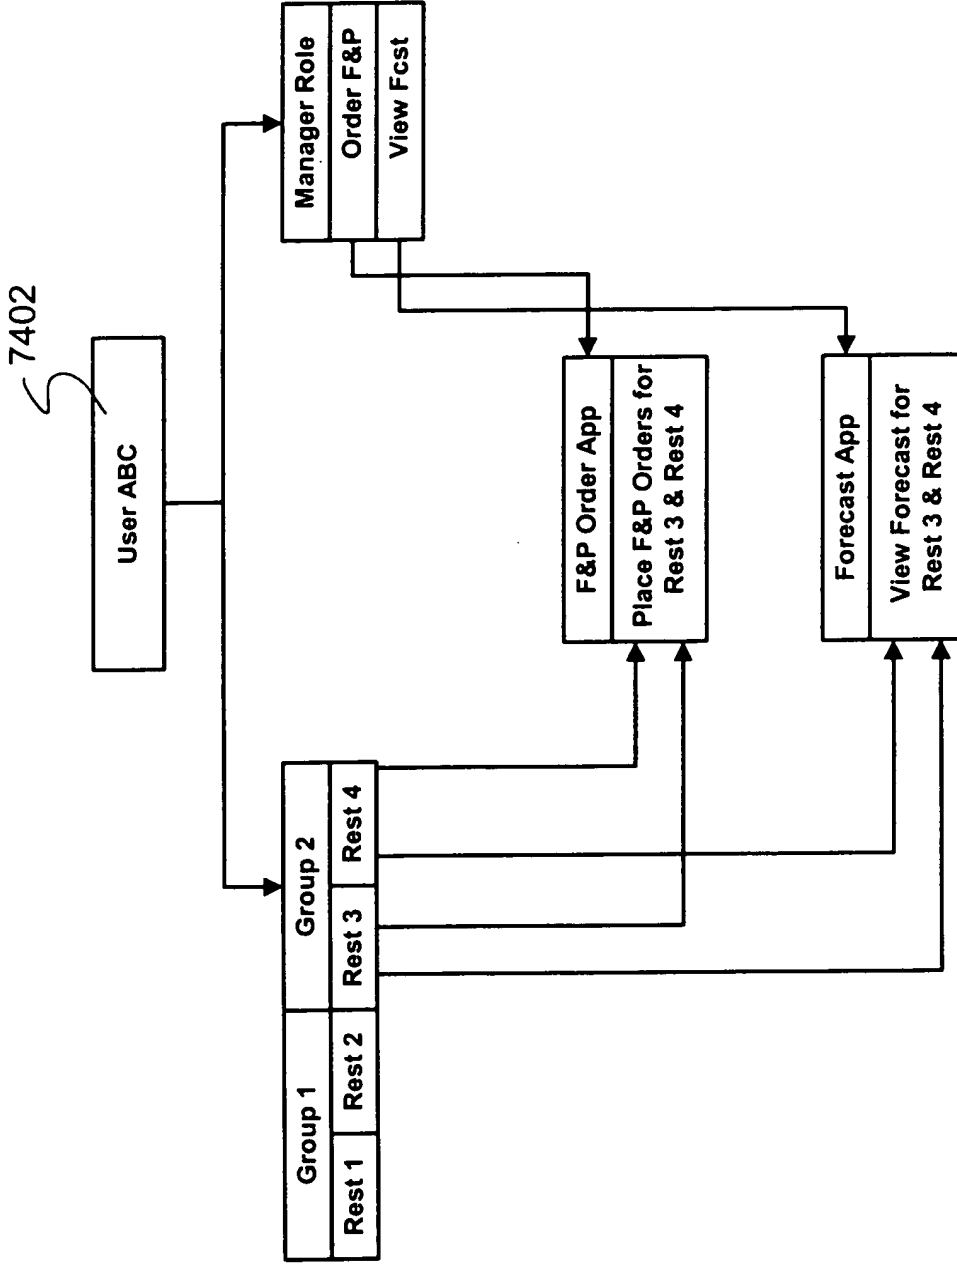 7402
User ABC
Group 1
Group 2
Rest 1
Rest 2
Rest 3
Rest 4
Manager Role
Order F&P
View Fcst
F&P Order App
Place F&P Orders for
Rest 3 & Rest 4
Forecast App
View Forecast for
Rest 3 & Rest 4